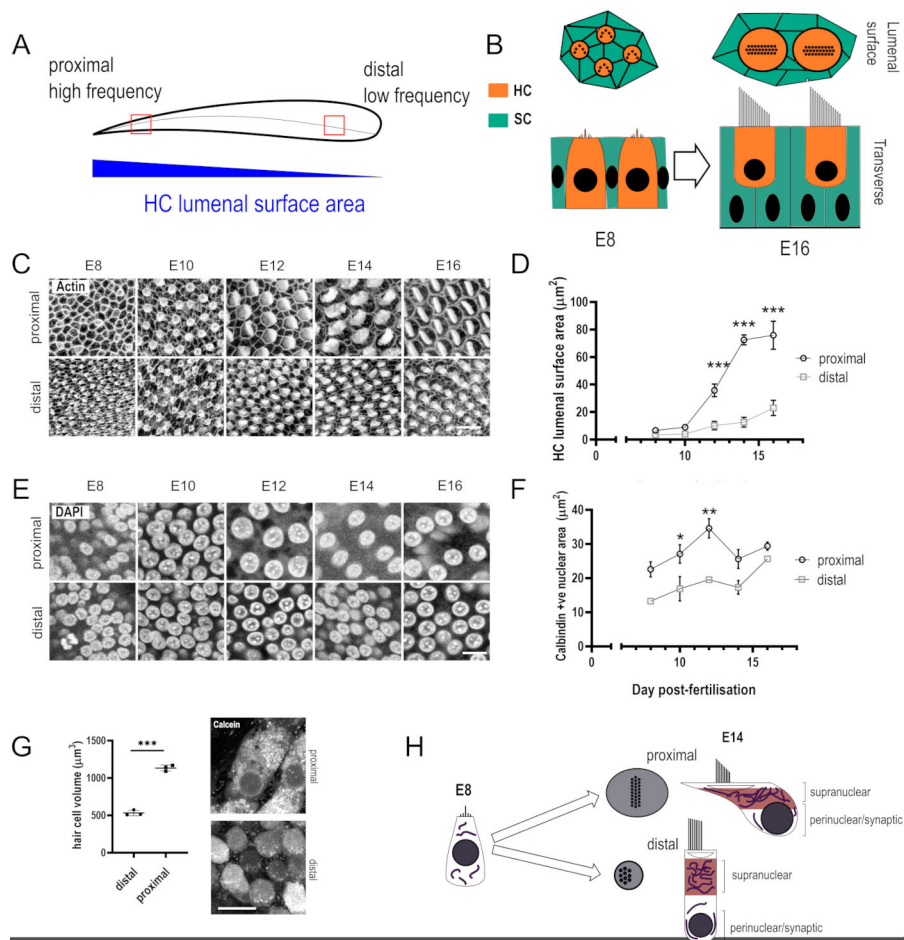 A
proximal
high frequency
distal
low frequency
HC lumenal surface area
B
HC
SC
Lumenal
surface
Transverse
E8
E16
C
E8 E10 E12 E14 E16
Actin
proximal
distal
D
HC lumenal surface area (μm²)
100
80
60
40
20
0
0 10 15
***
***
***
proximal
distal
E
E8 E10 E12 E14 E16
DAPI
proximal
distal
F
Calbindin +ve nuclear area (μm²)
40
30
20
10
0
0 10 15
*
**
proximal
distal
Day post-fertilisation
G
hair cell volume (μm³)
1500
1000
500
0
***
distal
proximal
Calcein
proximal
distal
H
E8
proximal
distal
E14
supranuclear
perinuclear/synaptic
supranuclear
perinuclear/synaptic